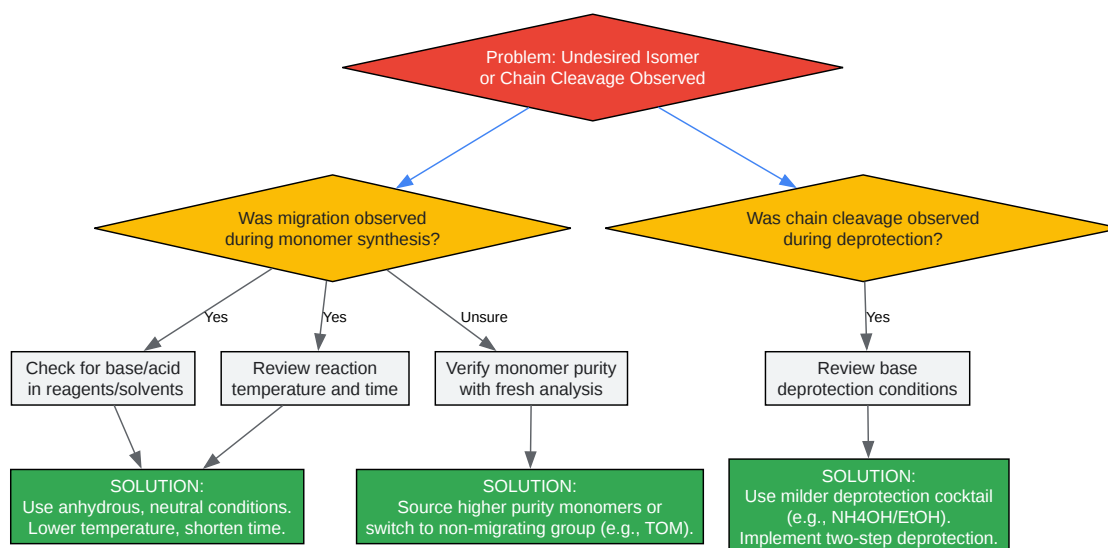 Problem: Undesired Isomer
or Chain Cleavage Observed
Was migration observed
during monomer synthesis?
Was chain cleavage observed
during deprotection?
Yes
Yes
Unsure
Yes
Check for base/acid
in reagents/solvents
Review reaction
temperature and time
Verify monomer purity
with fresh analysis
Review base
deprotection conditions
SOLUTION:
Use anhydrous, neutral conditions.
Lower temperature, shorten time.
SOLUTION:
Source higher purity monomers or
switch to non-migrating group (e.g., TOM).
SOLUTION:
Use milder deprotection cocktail
(e.g., NH4OH/EtOH).
Implement two-step deprotection.